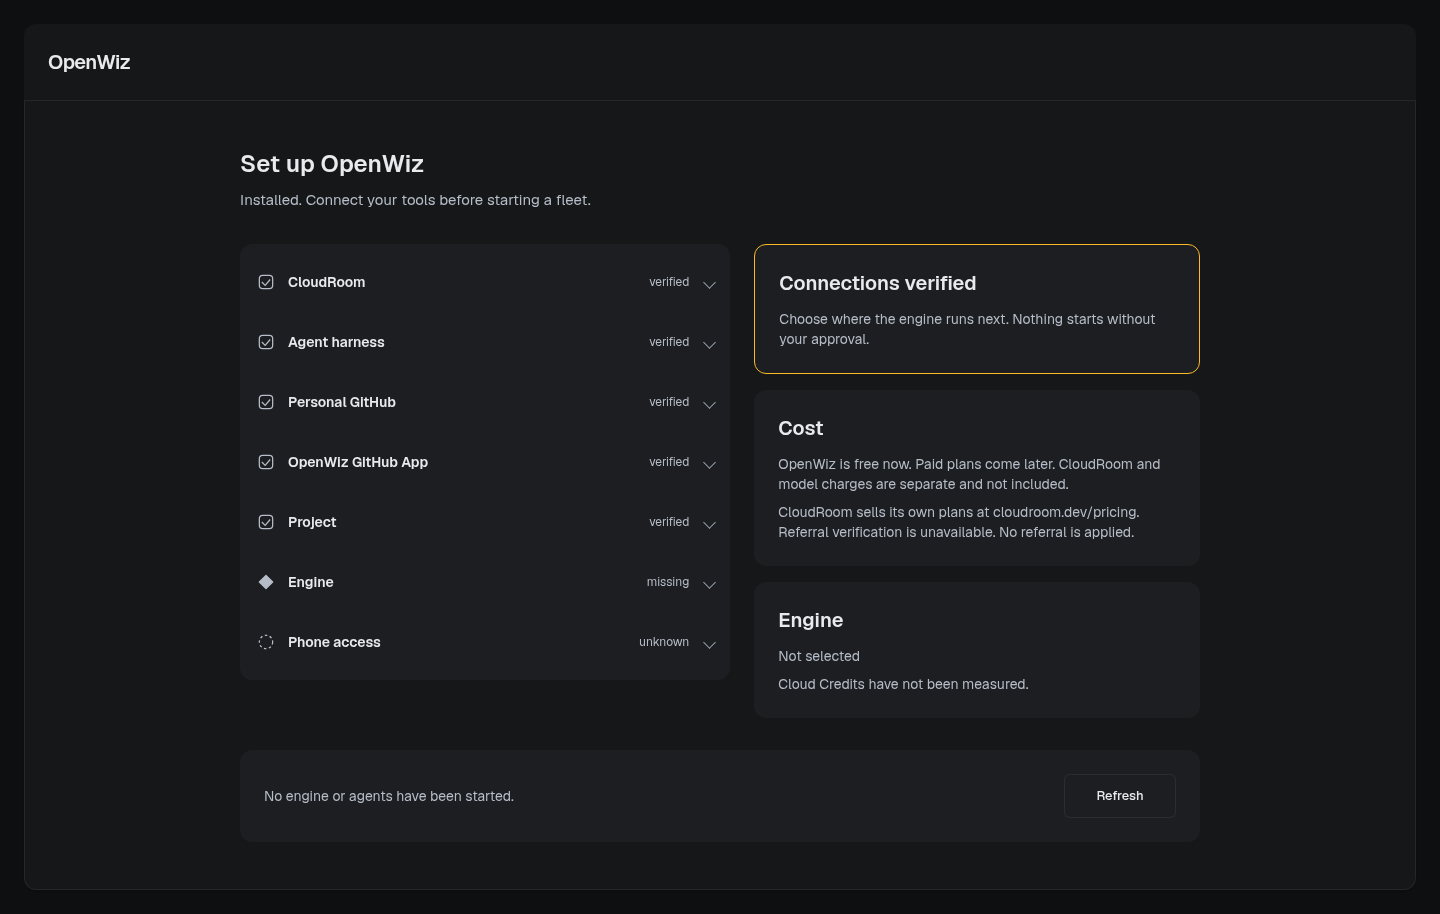 OpenWiz
Set up OpenWiz
Installed. Connect your tools before starting a fleet.
CloudRoom verified
Agent harness verified
Personal GitHub verified
OpenWiz GitHub App verified
Project verified
Engine missing
Phone access unknown
Connections verified
Choose where the engine runs next. Nothing starts without
your approval.
Cost
OpenWiz is free now. Paid plans come later. CloudRoom and
model charges are separate and not included.
CloudRoom sells its own plans at cloudroom.dev/pricing.
Referral verification is unavailable. No referral is applied.
Engine
Not selected
Cloud Credits have not been measured.
No engine or agents have been started.
Refresh